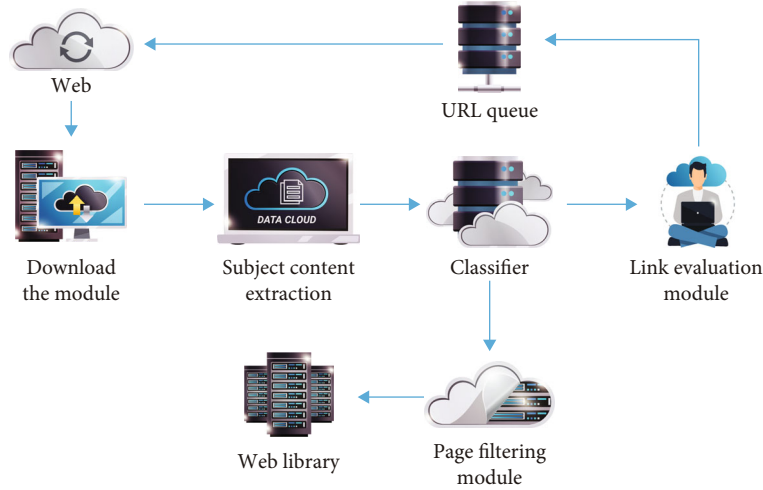 Web
URL queue
DATA CLOUD
Download
the module
Subject content
extraction
Classifier
Link evaluation
module
Web library
Page filtering
module